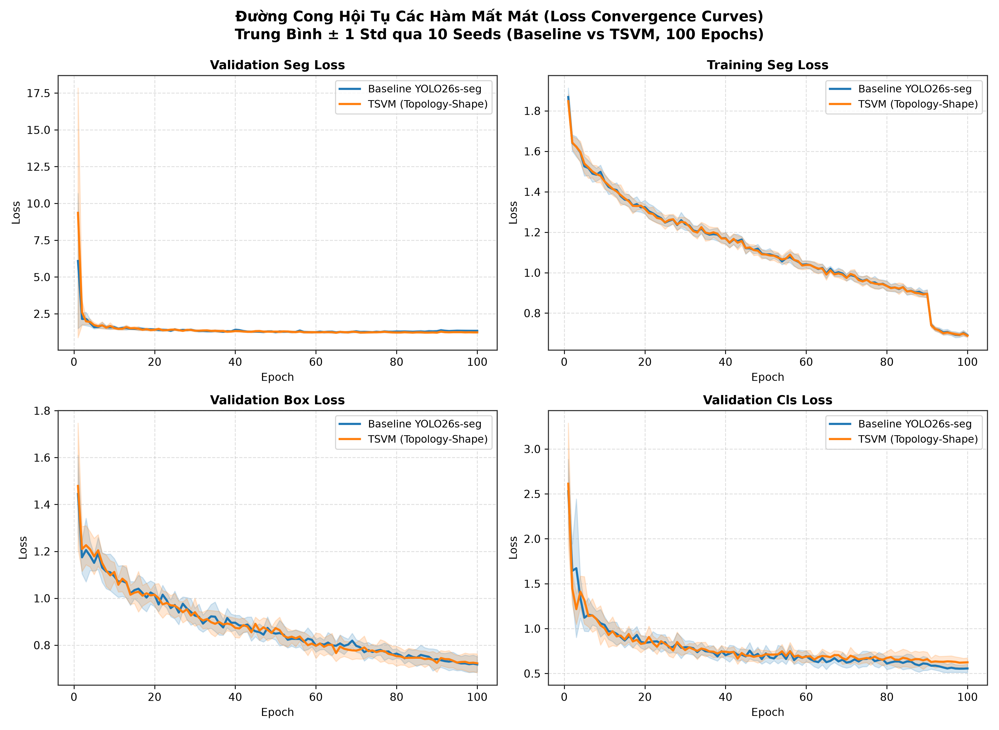 Đường Cong Hội Tụ Các Hàm Mất Mát (Loss Convergence Curves)
Trung Bình ± 1 Std qua 10 Seeds (Baseline vs TSVM, 100 Epochs)
Validation Seg Loss
Baseline YOLO26s-seg
TSVM (Topology-Shape)
17.5
15.0
12.5
10.0
7.5
5.0
2.5
Loss
0 20 40 60 80 100
Epoch
Training Seg Loss
Baseline YOLO26s-seg
TSVM (Topology-Shape)
1.8
1.6
1.4
1.2
1.0
0.8
Loss
0 20 40 60 80 100
Epoch
Validation Box Loss
Baseline YOLO26s-seg
TSVM (Topology-Shape)
1.8
1.6
1.4
1.2
1.0
0.8
Loss
0 20 40 60 80 100
Epoch
Validation Cls Loss
Baseline YOLO26s-seg
TSVM (Topology-Shape)
3.0
2.5
2.0
1.5
1.0
0.5
Loss
0 20 40 60 80 100
Epoch